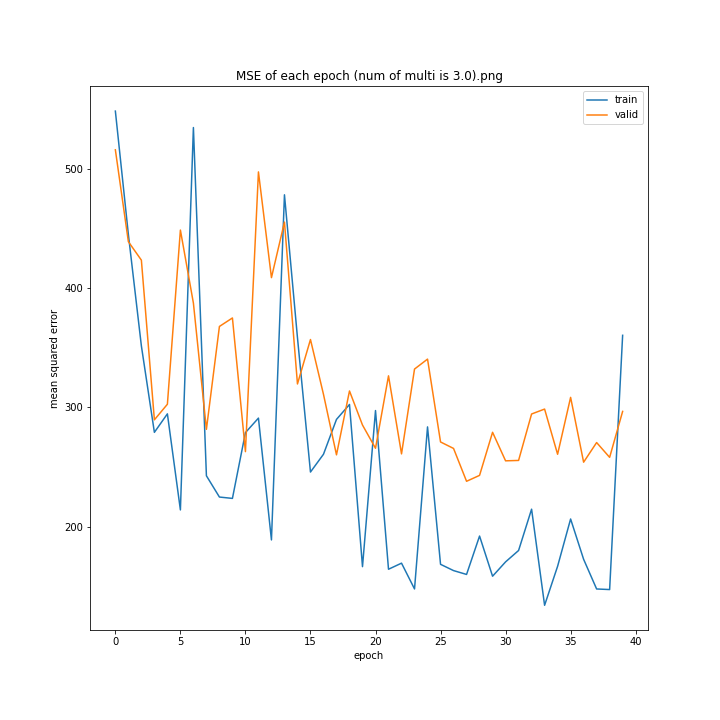 MSE of each epoch (num of multi is 3.0).png
train
valid
500
400
300
200
mean squared error
0 5 10 15 20 25 30 35 40
epoch